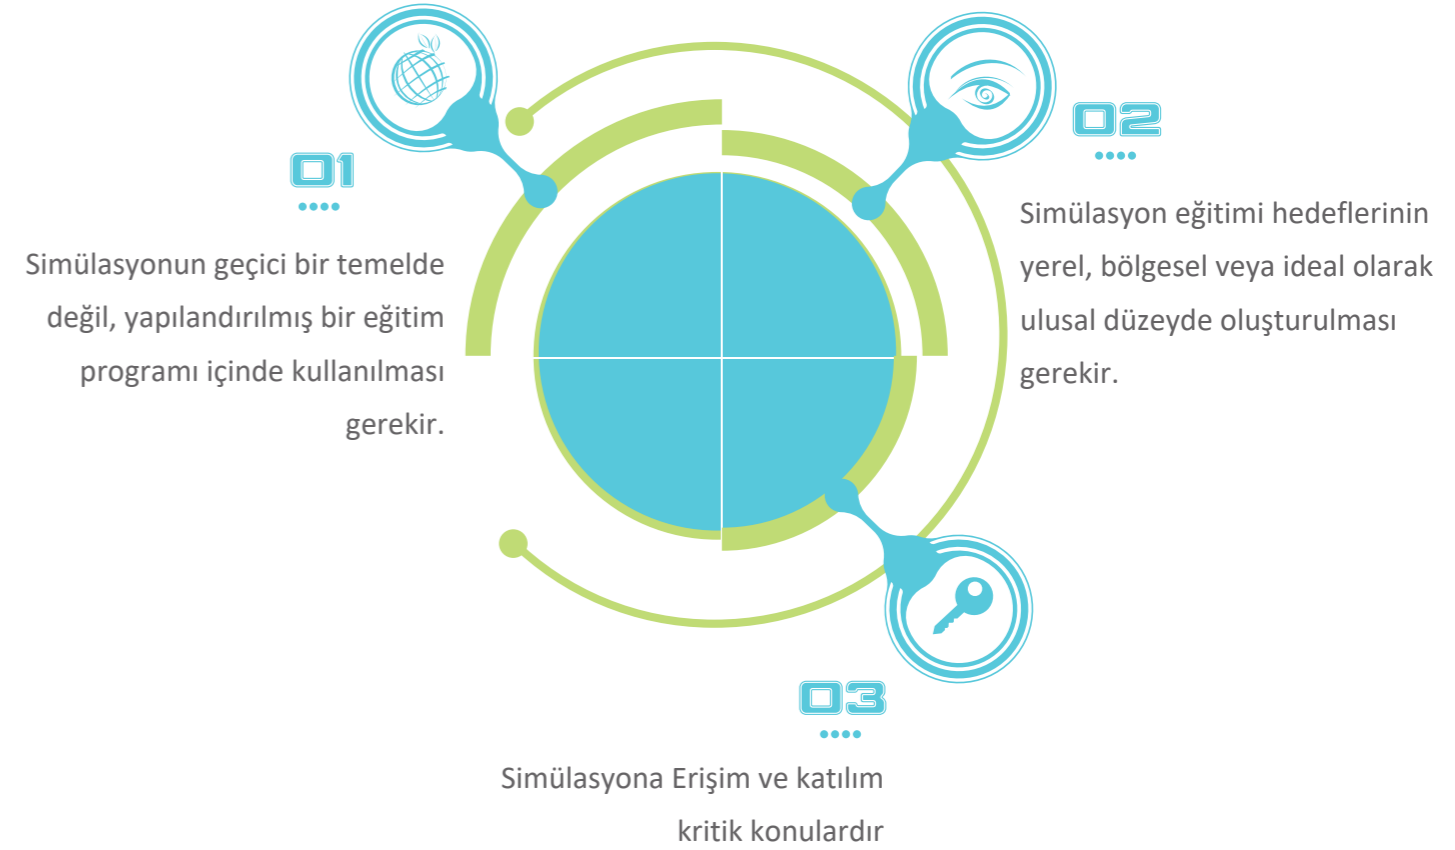 01
Simülasyonun geçici bir temelde
değil, yapılandırılmış bir eğitim
programı içinde kullanılması
gerekir.
02
Simülasyon eğitimi hedeflerinin
yerel, bölgesel veya ideal olarak
ulusal düzeyde oluşturulması
gerekir.
03
Simülasyona Erişim ve katılım
kritik konulardır